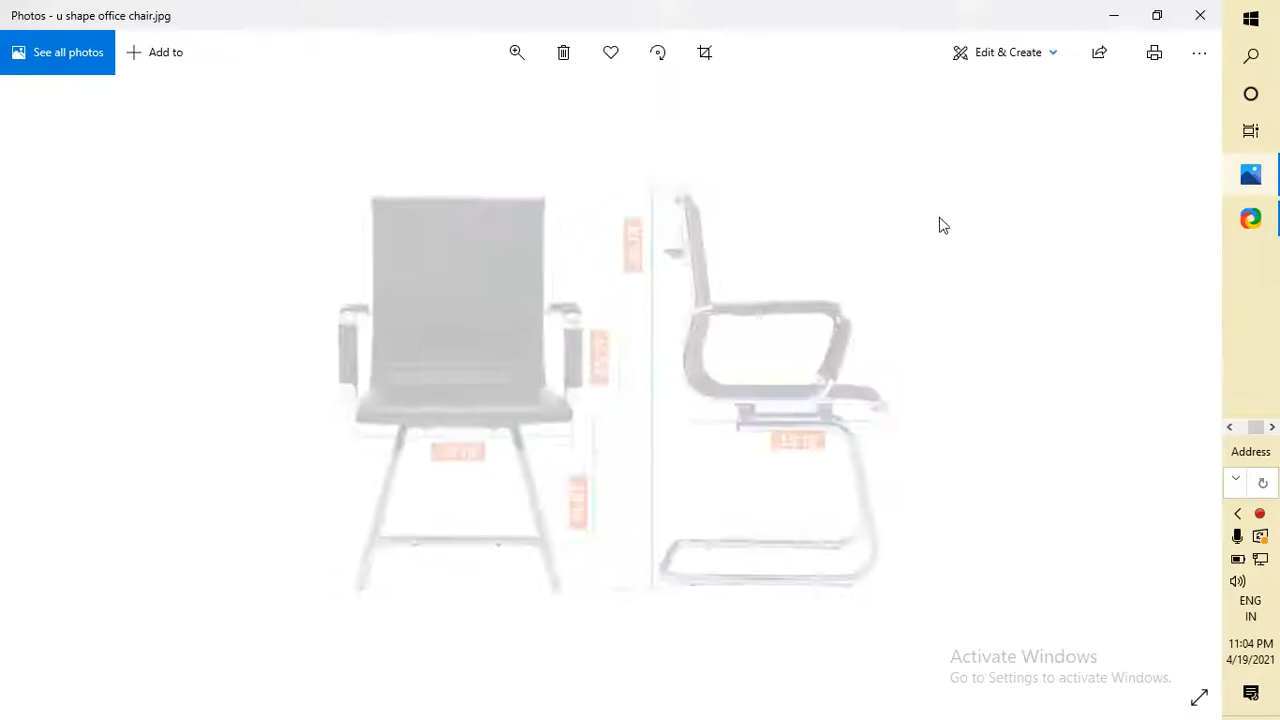 Photos - u shape office chair.jpg
See all photos
Add to
Edit & Create
Address
ENG
IN
11:04 PM
4/19/2021
Activate Windows
Go to Settings to activate Windows.